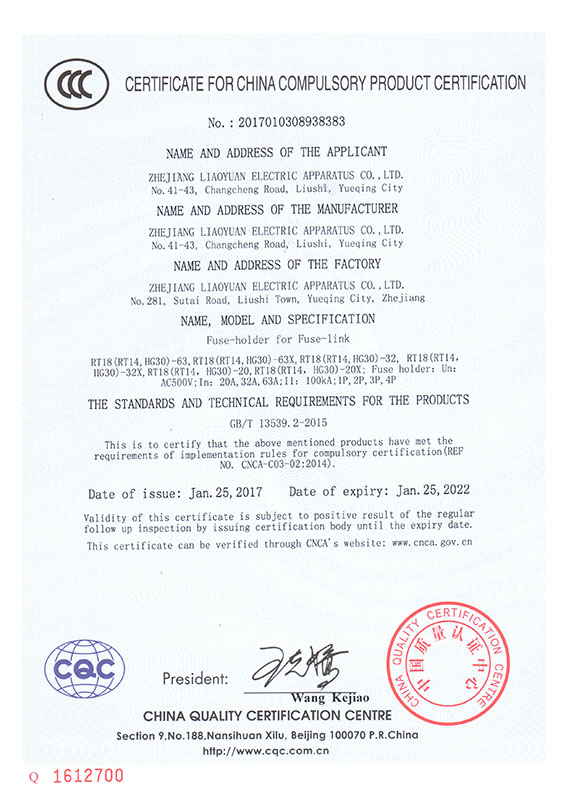 CCC
CERTIFICATE FOR CHINA COMPULSORY PRODUCT CERTIFICATION
No. : 2017010308938383
NAME AND ADDRESS OF THE APPLICANT
ZHEJIANG LIAOYUAN ELECTRIC APPARATUS CO., LTD.
No. 41-43, Changcheng Road, Liushi, Yueqing City
NAME AND ADDRESS OF THE MANUFACTURER
ZHEJIANG LIAOYUAN ELECTRIC APPARATUS CO., LTD.
No. 41-43, Changcheng Road, Liushi, Yueqing City
NAME AND ADDRESS OF THE FACTORY
ZHEJIANG LIAOYUAN ELECTRIC APPARATUS CO., LTD.
No. 281, Sutai Road, Liushi Town, Yueqing City, Zhejiang
NAME, MODEL AND SPECIFICATION
Fuse-holder for Fuse-link
RT18(RT14,HG30)-63,RT18(RT14,HG30)-63X,RT18(RT14,HG30)-32, RT18(RT14,
HG30)-32X,RT18(RT14, HG30)-20,RT18(RT14, HG30)-20X; Fuse holder: Un:
AC500V;In: 20A,32A,63A;I1: 100kA;1P,2P,3P,4P
THE STANDARDS AND TECHNICAL REQUIREMENTS FOR THE PRODUCTS
GB/T 13539.2-2015
This is to certify that the above mentioned products have met the
requirements of implementation rules for compulsory certification(REF
NO. CNCA-C03-02:2014).
Date of issue: Jan. 25, 2017 Date of expiry: Jan. 25, 2022
Validity of this certificate is subject to positive result of the regular
follow up inspection by issuing certification body until the expiry date.
This certificate can be verified through CNCA's website: www.cnca.gov.cn
CHINA QUALITY CERTIFICATION CENTRE
中国质量认证中心
CQC
President:
Wang Kejiao
CHINA QUALITY CERTIFICATION CENTRE
Section 9,No.188,Nansihuan Xilu, Beijing 100070 P.R.China
http://www.cqc.com.cn
Q 1612700